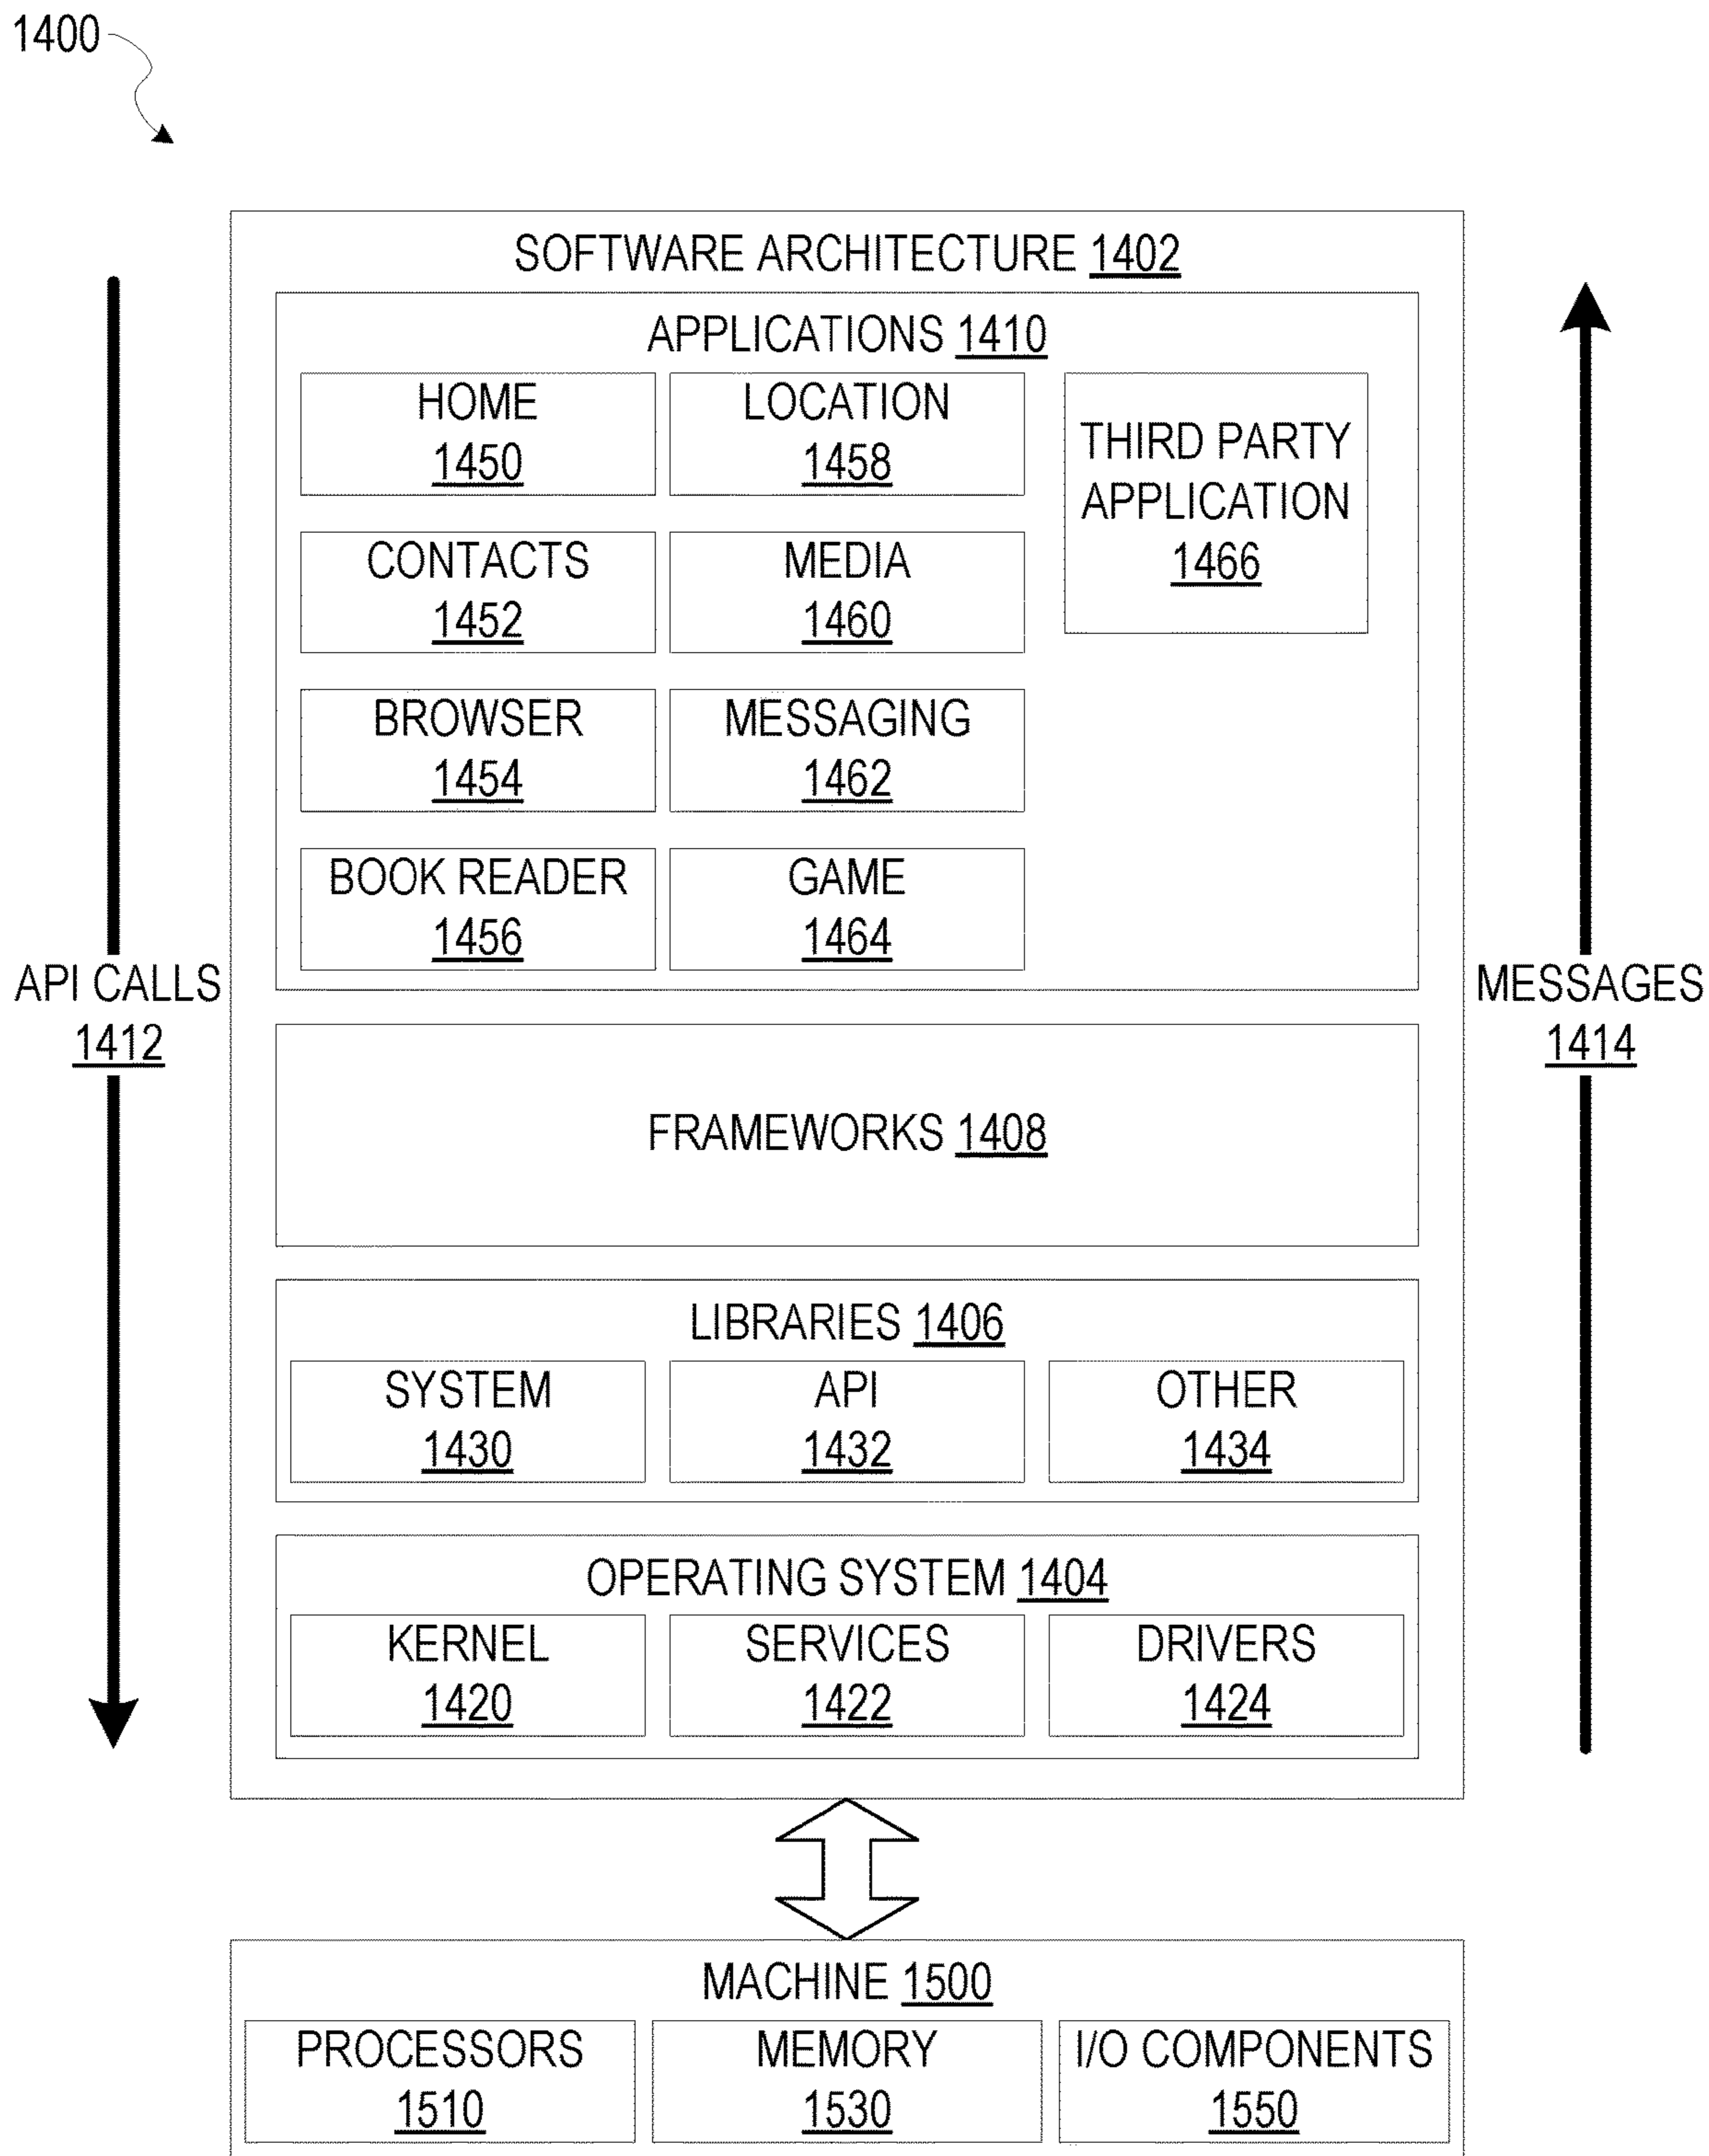 1400
SOFTWARE ARCHITECTURE 1402
APPLICATIONS 1410
HOME
1450
LOCATION
1458
THIRD PARTY
APPLICATION
1466
CONTACTS
1452
MEDIA
1460
BROWSER
1454
MESSAGING
1462
BOOK READER
1456
GAME
1464
API CALLS
1412
MESSAGES
1414
FRAMEWORKS 1408
LIBRARIES 1406
SYSTEM
1430
API
1432
OTHER
1434
OPERATING SYSTEM 1404
KERNEL
1420
SERVICES
1422
DRIVERS
1424
MACHINE 1500
PROCESSORS
1510
MEMORY
1530
I/O COMPONENTS
1550